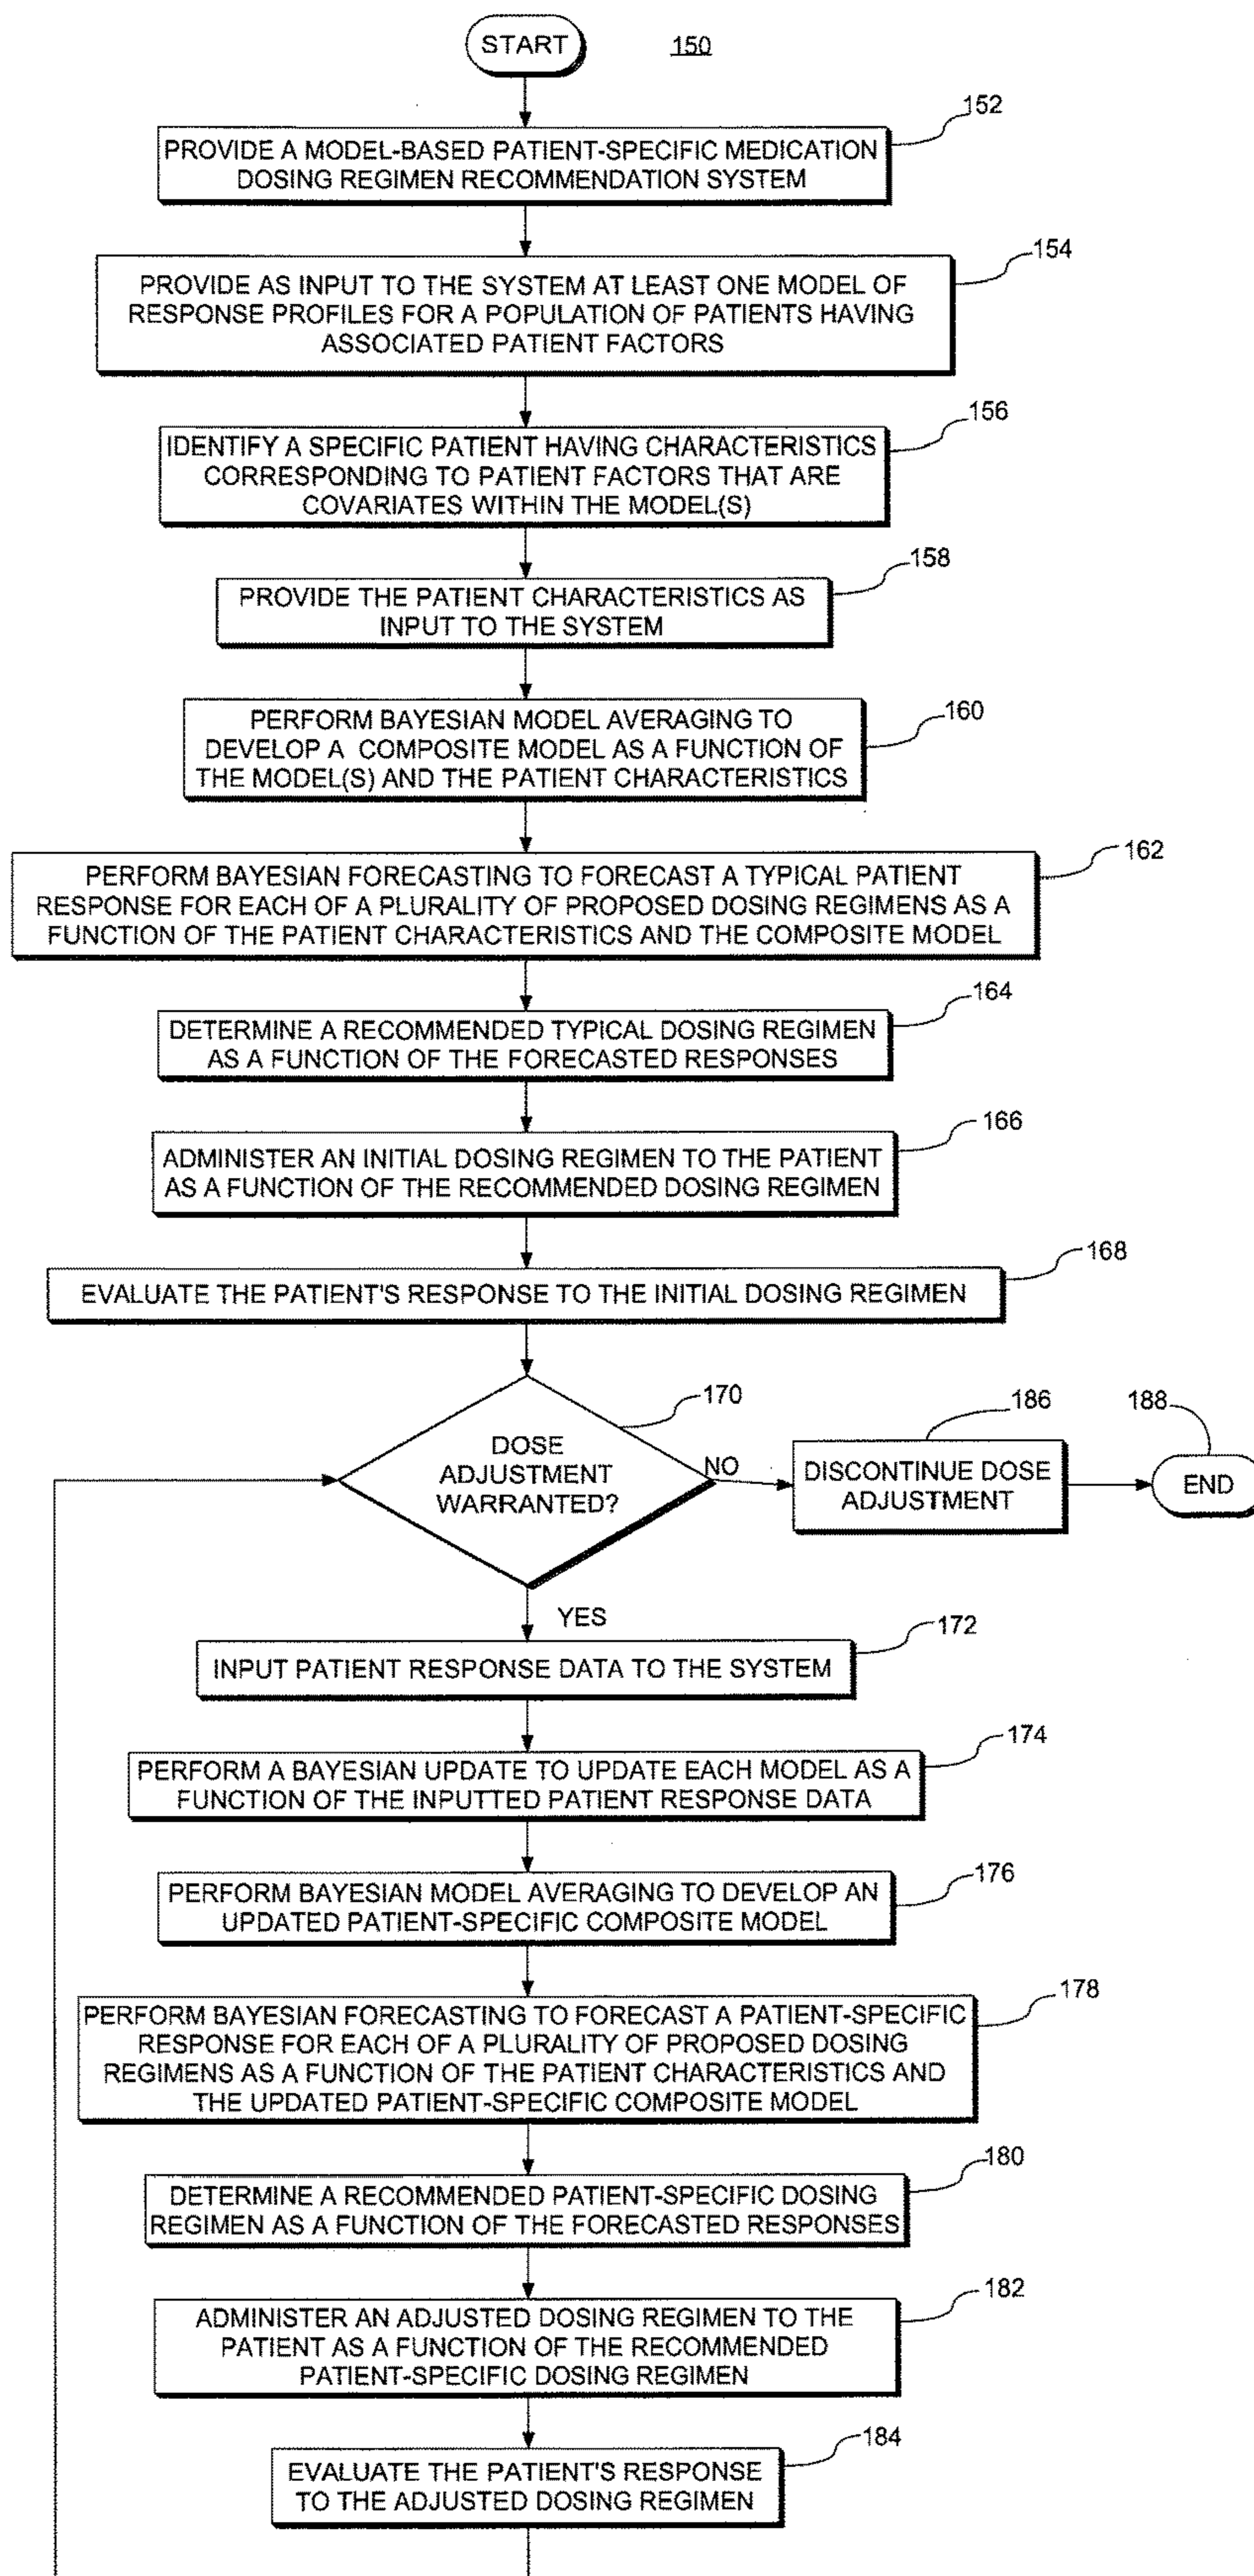 START
150
152
PROVIDE A MODEL-BASED PATIENT-SPECIFIC MEDICATION
DOSING REGIMEN RECOMMENDATION SYSTEM
154
PROVIDE AS INPUT TO THE SYSTEM AT LEAST ONE MODEL OF
RESPONSE PROFILES FOR A POPULATION OF PATIENTS HAVING
ASSOCIATED PATIENT FACTORS
156
IDENTIFY A SPECIFIC PATIENT HAVING CHARACTERISTICS
CORRESPONDING TO PATIENT FACTORS THAT ARE
COVARIATES WITHIN THE MODEL(S)
158
PROVIDE THE PATIENT CHARACTERISTICS AS
INPUT TO THE SYSTEM
160
PERFORM BAYESIAN MODEL AVERAGING TO
DEVELOP A COMPOSITE MODEL AS A FUNCTION OF
THE MODEL(S) AND THE PATIENT CHARACTERISTICS
162
PERFORM BAYESIAN FORECASTING TO FORECAST A TYPICAL PATIENT
RESPONSE FOR EACH OF A PLURALITY OF PROPOSED DOSING REGIMENS AS A
FUNCTION OF THE PATIENT CHARACTERISTICS AND THE COMPOSITE MODEL
164
DETERMINE A RECOMMENDED TYPICAL DOSING REGIMEN
AS A FUNCTION OF THE FORECASTED RESPONSES
166
ADMINISTER AN INITIAL DOSING REGIMEN TO THE PATIENT
AS A FUNCTION OF THE RECOMMENDED DOSING REGIMEN
168
EVALUATE THE PATIENT'S RESPONSE TO THE INITIAL DOSING REGIMEN
170
DOSE
ADJUSTMENT
WARRANTED?
NO
186
DISCONTINUE DOSE
ADJUSTMENT
188
END
YES
172
INPUT PATIENT RESPONSE DATA TO THE SYSTEM
174
PERFORM A BAYESIAN UPDATE TO UPDATE EACH MODEL AS A
FUNCTION OF THE INPUTTED PATIENT RESPONSE DATA
176
PERFORM BAYESIAN MODEL AVERAGING TO DEVELOP AN
UPDATED PATIENT-SPECIFIC COMPOSITE MODEL
178
PERFORM BAYESIAN FORECASTING TO FORECAST A PATIENT-SPECIFIC
RESPONSE FOR EACH OF A PLURALITY OF PROPOSED DOSING
REGIMENS AS A FUNCTION OF THE PATIENT CHARACTERISTICS AND
THE UPDATED PATIENT-SPECIFIC COMPOSITE MODEL
180
DETERMINE A RECOMMENDED PATIENT-SPECIFIC DOSING
REGIMEN AS A FUNCTION OF THE FORECASTED RESPONSES
182
ADMINISTER AN ADJUSTED DOSING REGIMEN TO THE
PATIENT AS A FUNCTION OF THE RECOMMENDED
PATIENT-SPECIFIC DOSING REGIMEN
184
EVALUATE THE PATIENT'S RESPONSE
TO THE ADJUSTED DOSING REGIMEN